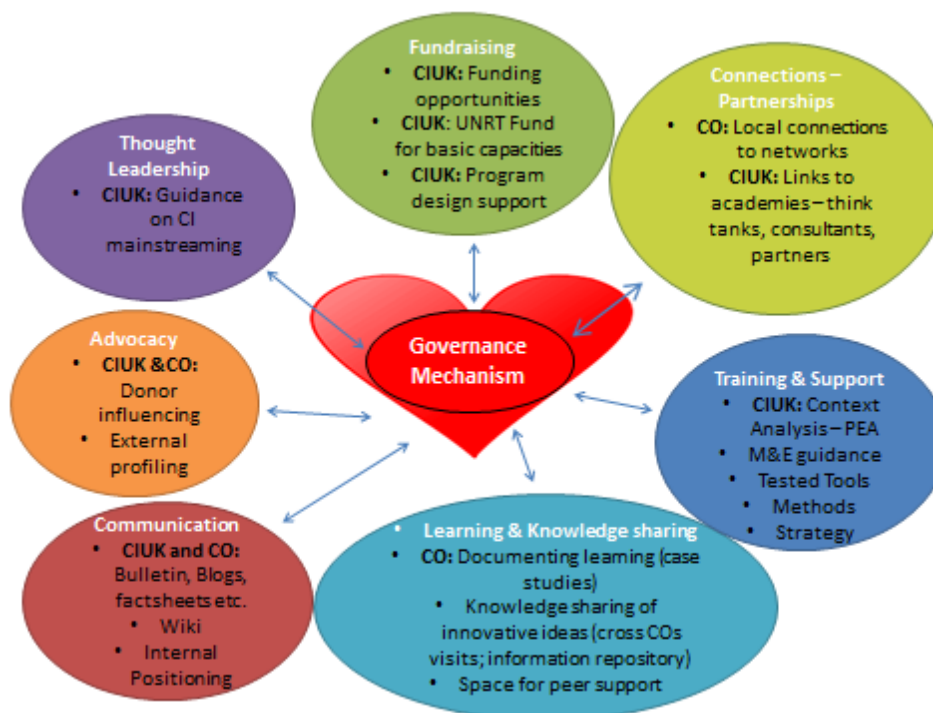 Fundraising
• CIUK: Funding
opportunities
• CIUK: UNRT Fund
for basic capacities
• CIUK: Program
design support
Connections –
Partnerships
• CO: Local connections
to networks
• CIUK: Links to
academies – think
tanks, consultants,
partners
Thought
Leadership
• CIUK: Guidance
on CI
mainstreaming
Governance
Mechanism
Advocacy
• CIUK &CO:
Donor
influencing
• External
profiling
Training & Support
• CIUK: Context
Analysis – PEA
• M&E guidance
• Tested Tools
• Methods
• Strategy
Communication
• CIUK and CO:
Bulletin, Blogs,
factsheets etc.
• Wiki
• Internal
Positioning
• Learning & Knowledge sharing
• CO: Documenting learning (case
studies)
• Knowledge sharing of
innovative ideas (cross COs
visits; information repository)
• Space for peer support